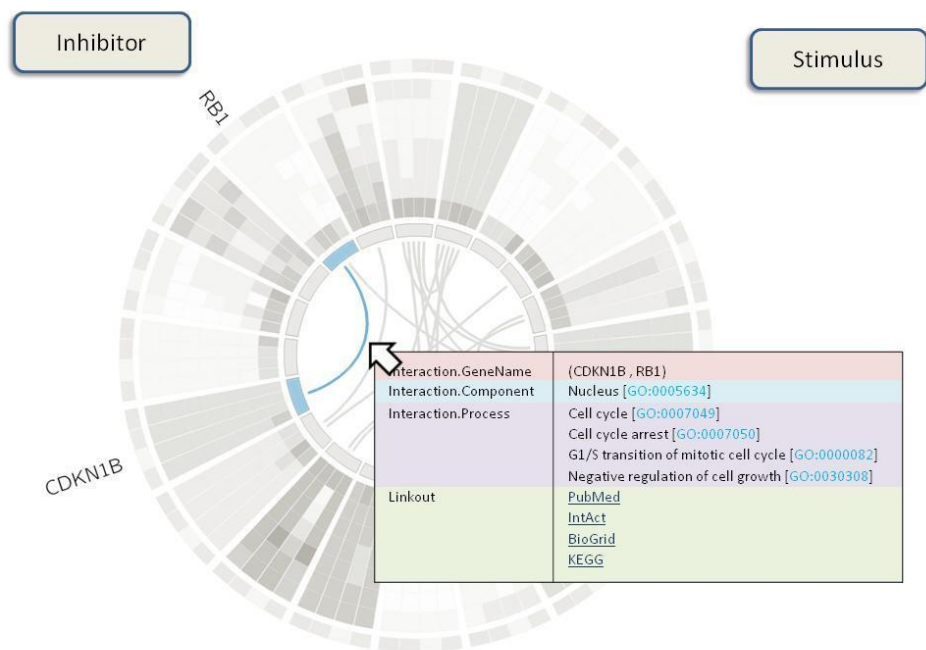 Inhibitor
Stimulus
RB1
CDKN1B
Interaction.GeneName (CDKN1B , RB1)
Interaction.Component Nucleus [GO:0005634]
Interaction.Process Cell cycle [GO:0007049]
Cell cycle arrest [GO:0007050]
G1/S transition of mitotic cell cycle [GO:0000082]
Negative regulation of cell growth [GO:0030308]
Linkout PubMed
IntAct
BioGrid
KEGG